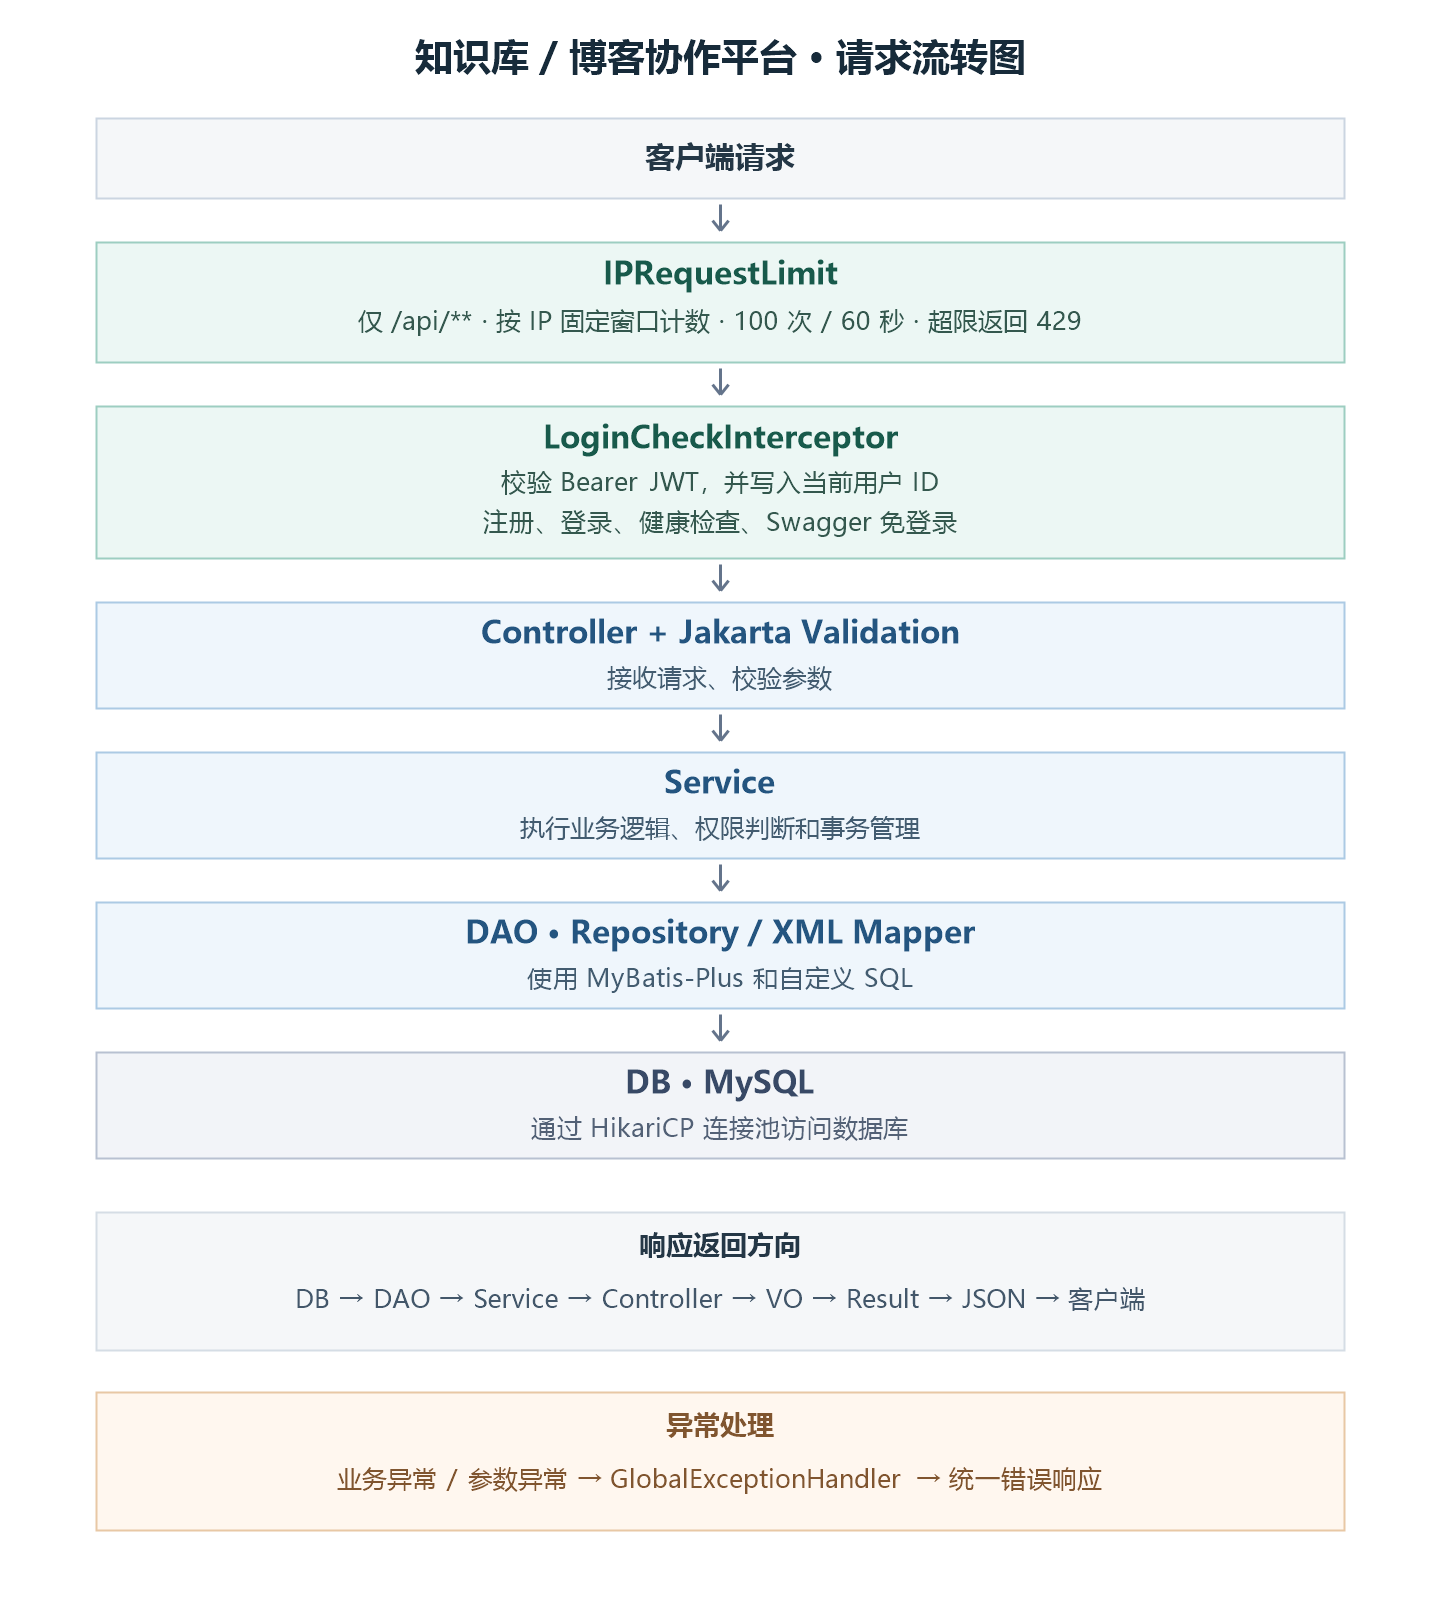 知识库 / 博客协作平台 • 请求流转图
客户端请求
↓
IPRequestLimit
仅 /api/** · 按 IP 固定窗口计数 · 100 次 / 60 秒 · 超限返回 429
↓
LoginCheckInterceptor
校验 Bearer JWT，并写入当前用户 ID
注册、登录、健康检查、Swagger 免登录
↓
Controller + Jakarta Validation
接收请求、校验参数
↓
Service
执行业务逻辑、权限判断和事务管理
↓
DAO • Repository / XML Mapper
使用 MyBatis-Plus 和自定义 SQL
↓
DB • MySQL
通过 HikariCP 连接池访问数据库
响应返回方向
DB → DAO → Service → Controller → VO → Result → JSON → 客户端
异常处理
业务异常 / 参数异常 → GlobalExceptionHandler → 统一错误响应